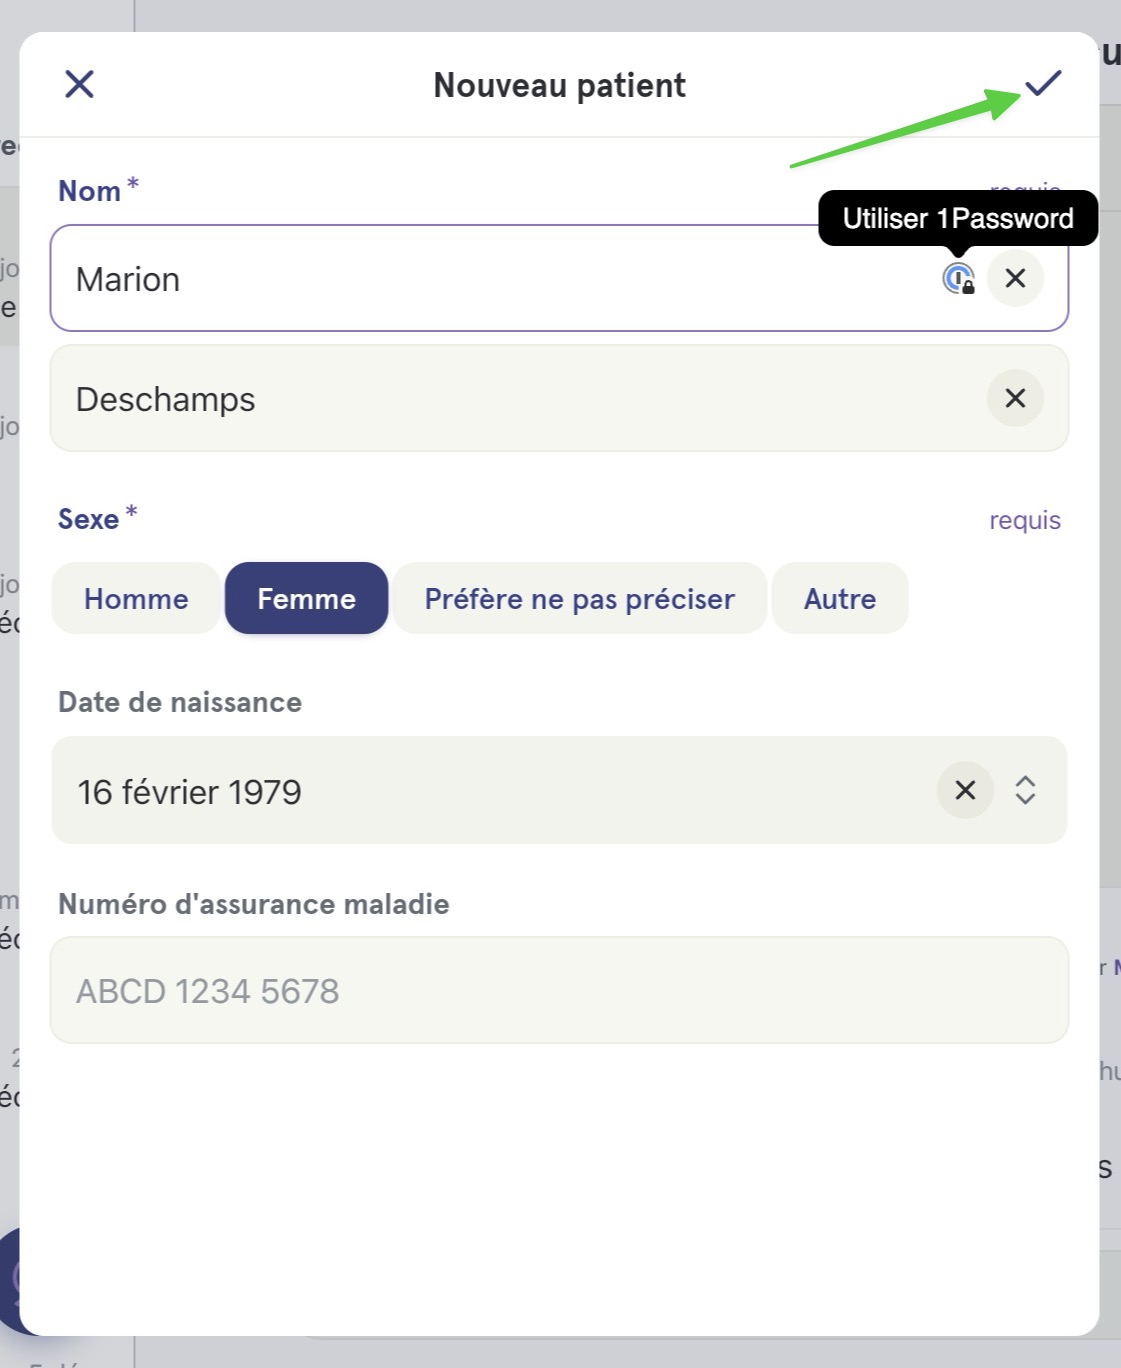 Nouveau patient
Nom *
requis
Utiliser 1Password
Marion
Deschamps
Sexe *
requis
Homme
Femme
Préfère ne pas préciser
Autre
Date de naissance
16 février 1979
Numéro d'assurance maladie
ABCD 1234 5678